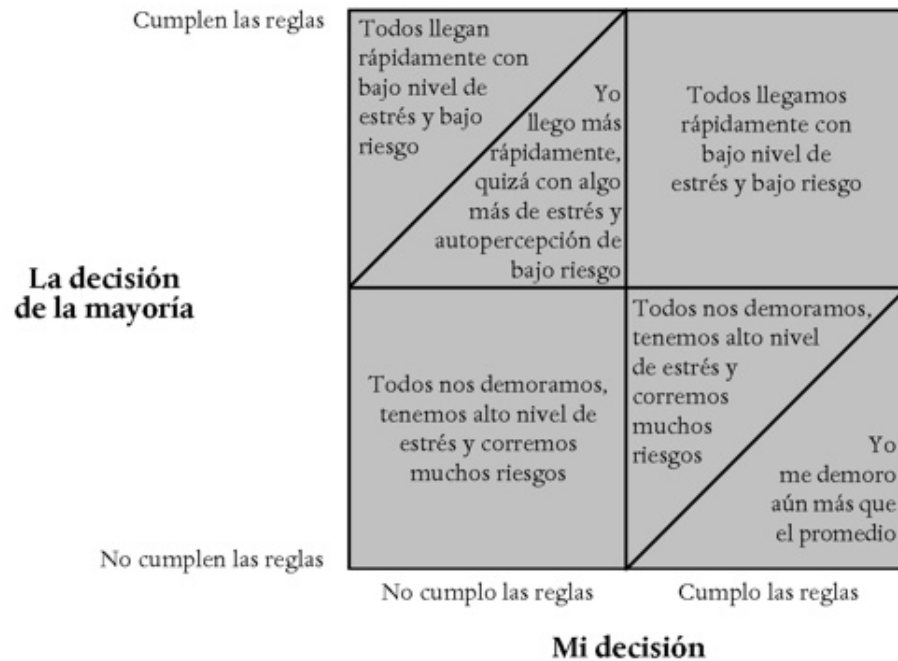 Cumplen las reglas
Todos llegan
rápidamente con
bajo nivel de
estrés y bajo
riesgo
Yo
llego más
rápidamente,
quizá con algo
más de estrés y
autopercepción de
bajo riesgo
Todos llegamos
rápidamente con
bajo nivel de
estrés y bajo riesgo
La decisión
de la mayoría
Todos nos demoramos,
tenemos alto nivel de
estrés y corremos
muchos riesgos
Todos nos demoramos,
tenemos alto nivel
de estrés y
corremos
muchos
riesgos
Yo
me demoro
aún más que
el promedio
No cumplen las reglas
No cumplo las reglas
Cumplo las reglas
Mi decisión